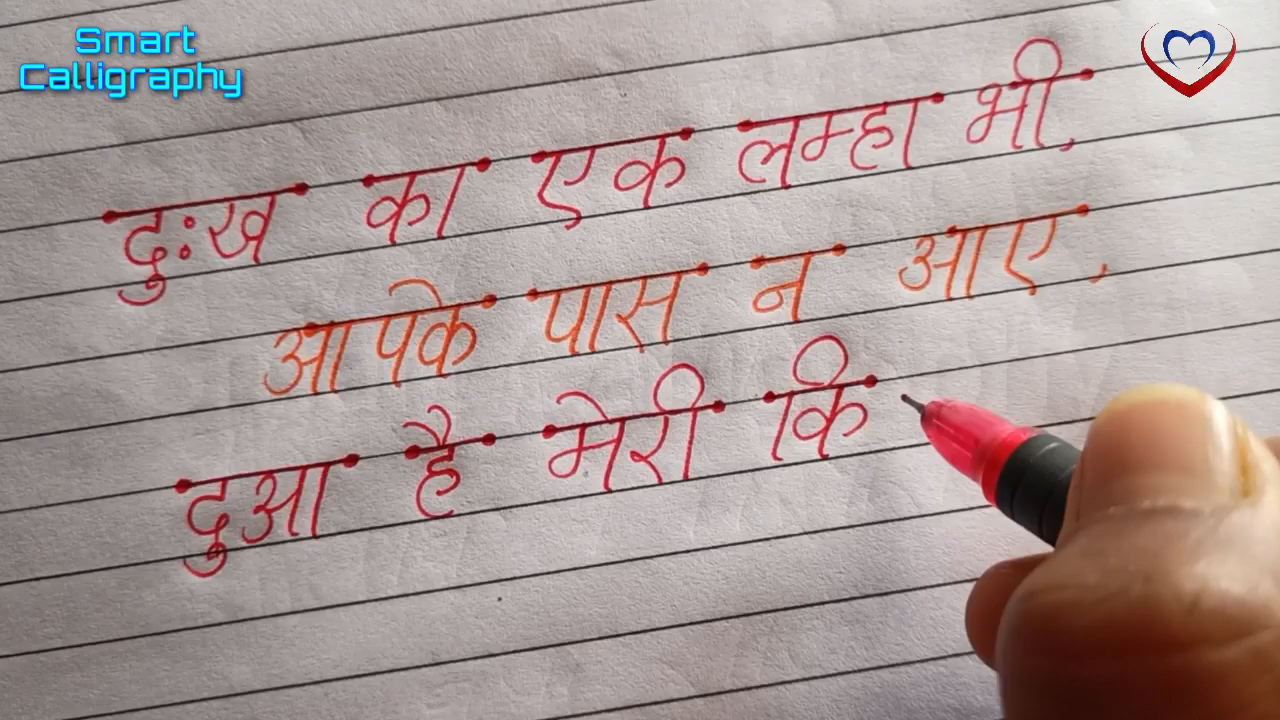 Smart
Calligraphy
दुःख का एक लम्हा भी,
आपके पास न आए,
दुआ है मेरी कि